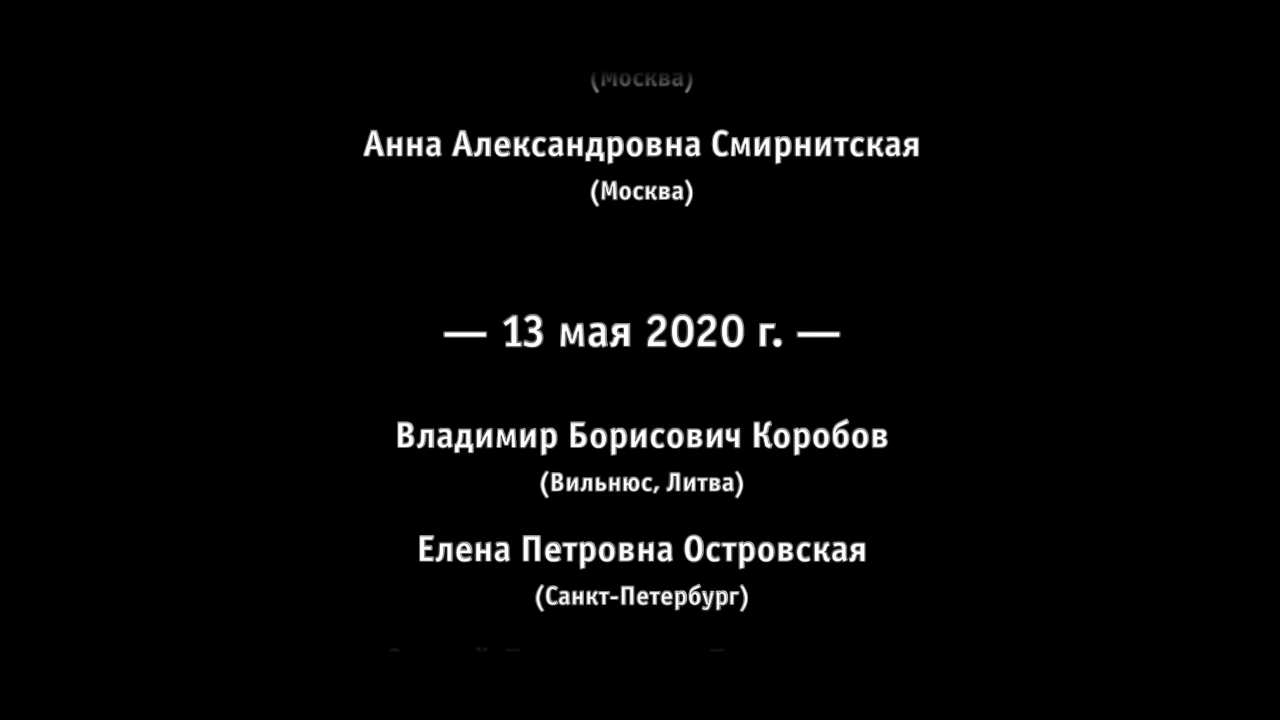 (Москва)
Анна Александровна Смирнитская
(Москва)
— 13 мая 2020 г. —
Владимир Борисович Коробов
(Вильнюс, Литва)
Елена Петровна Островская
(Санкт-Петербург)